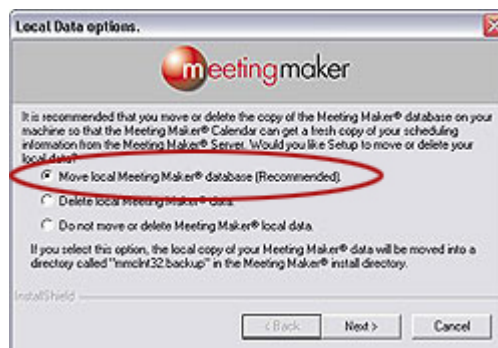 Local Data options.
meetingmaker
It is recommended that you move or delete the copy of the Meeting Maker® database on your
machine so that the Meeting Maker® Calendar can get a fresh copy of your scheduling
information from the Meeting Maker® Server. Would you like Setup to move or delete your
local data?
Move local Meeting Maker® database (Recommended).
Delete local Meeting Maker® data.
Do not move or delete Meeting Maker® local data.
If you select this option, the local copy of your Meeting Maker® data will be moved into a
directory called "mmclnt32.backup" in the Meeting Maker® install directory.
InstallShield
< Back
Next >
Cancel